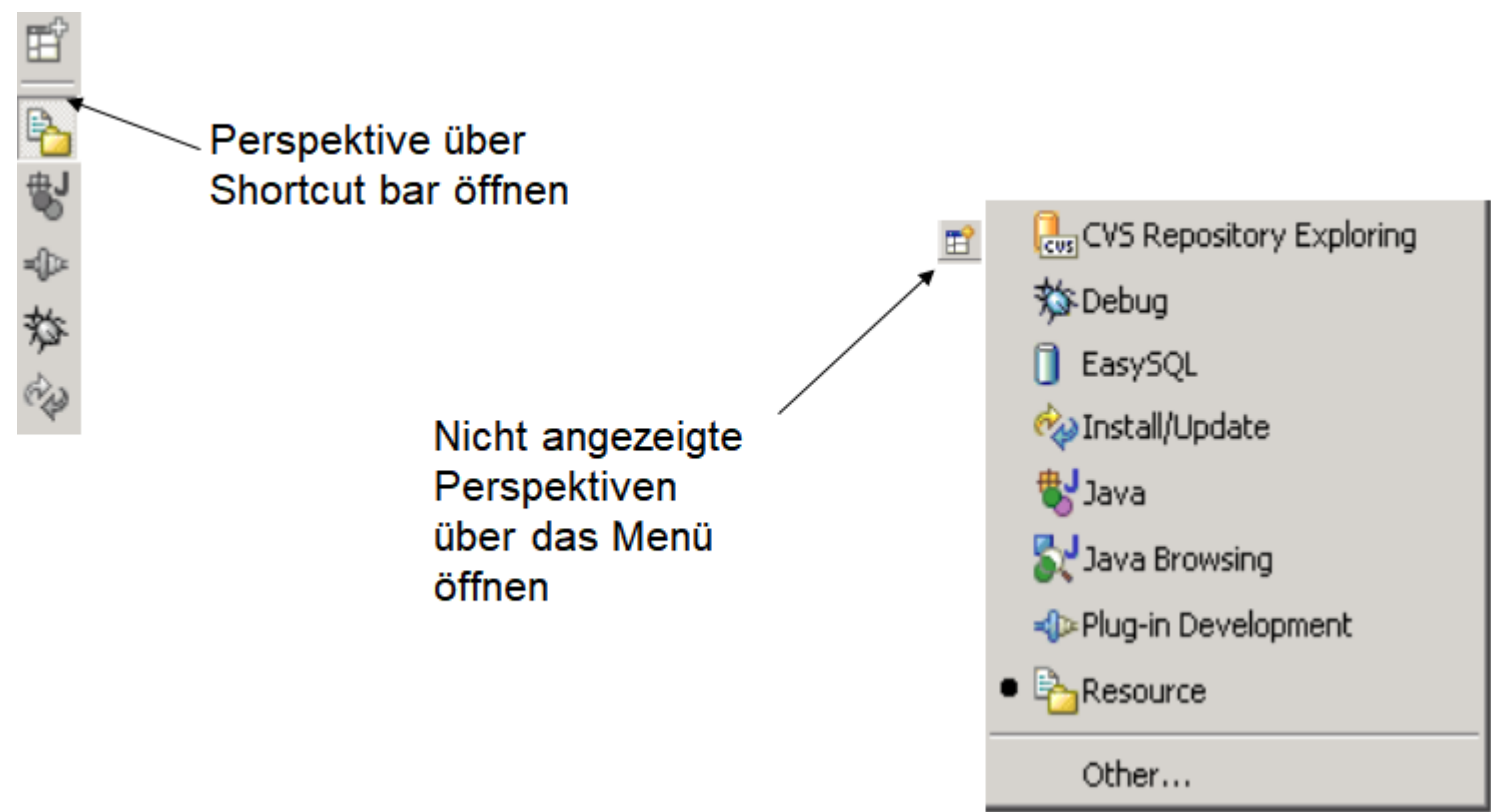 Perspektive über
Shortcut bar öffnen
Nicht angezeigte
Perspektiven
über das Menü
öffnen
CVS Repository Exploring
Debug
EasySQL
Install/Update
Java
Java Browsing
Plug-in Development
Resource
Other...